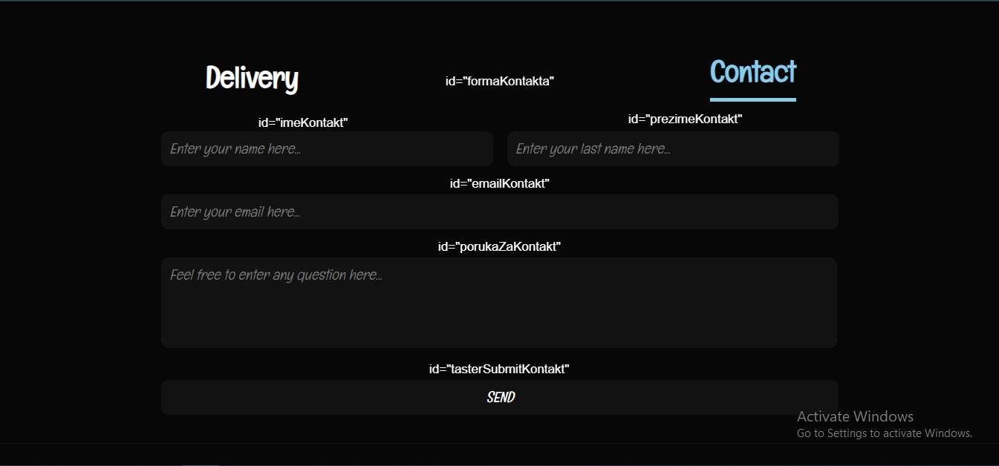 Delivery
id="formaKontakta"
Contact
id="imeKontakt"
id="prezimeKontakt"
Enter your name here...
Enter your last name here...
id="emailKontakt"
Enter your email here...
id="porukaZaKontakt"
Feel free to enter any question here...
id="tasterSubmitKontakt"
SEND
Activate Windows
Go to Settings to activate Windows.